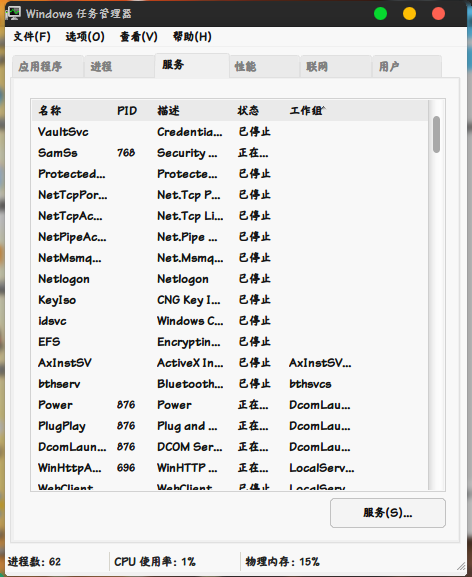 Windows 任务管理器
文件(F) 选项(O) 查看(V) 帮助(H)
应用程序 进程 服务 性能 联网 用户
名称 PID 描述 状态 工作组
VaultSvc Credentia... 已停止
SamSs 768 Security ... 正在...
Protected... Protecte... 已停止
NetTcpPor... Net.Tcp P... 已停止
NetTcpAc... Net.Tcp Li... 已停止
NetPipeAc... Net.Pipe ... 已停止
NetMsmq... Net.Msmq... 已停止
Netlogon Netlogon 已停止
KeyIso CNG Key I... 已停止
idsvc Windows C... 已停止
EFS Encryptin... 已停止
AxInstSV ActiveX In... 已停止 AxInstSV...
bthserv Bluetooth... 已停止 bthsvcs
Power 876 Power 正在... DcomLau...
PlugPlay 876 Plug and ... 正在... DcomLau...
DcomLaun... 876 DCOM Ser... 正在... DcomLau...
WinHttpA... 696 WinHTTP ... 正在... LocalServ...
WebClient WebClient 已停止 LocalServ...
服务(S)...
进程数: 62 CPU 使用率: 1% 物理内存: 15%